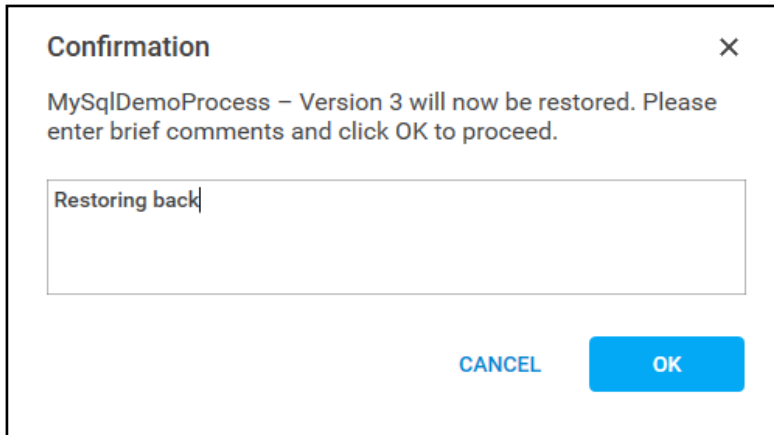 Confirmation
MySqlDemoProcess – Version 3 will now be restored. Please
enter brief comments and click OK to proceed.
Restoring back
CANCEL OK